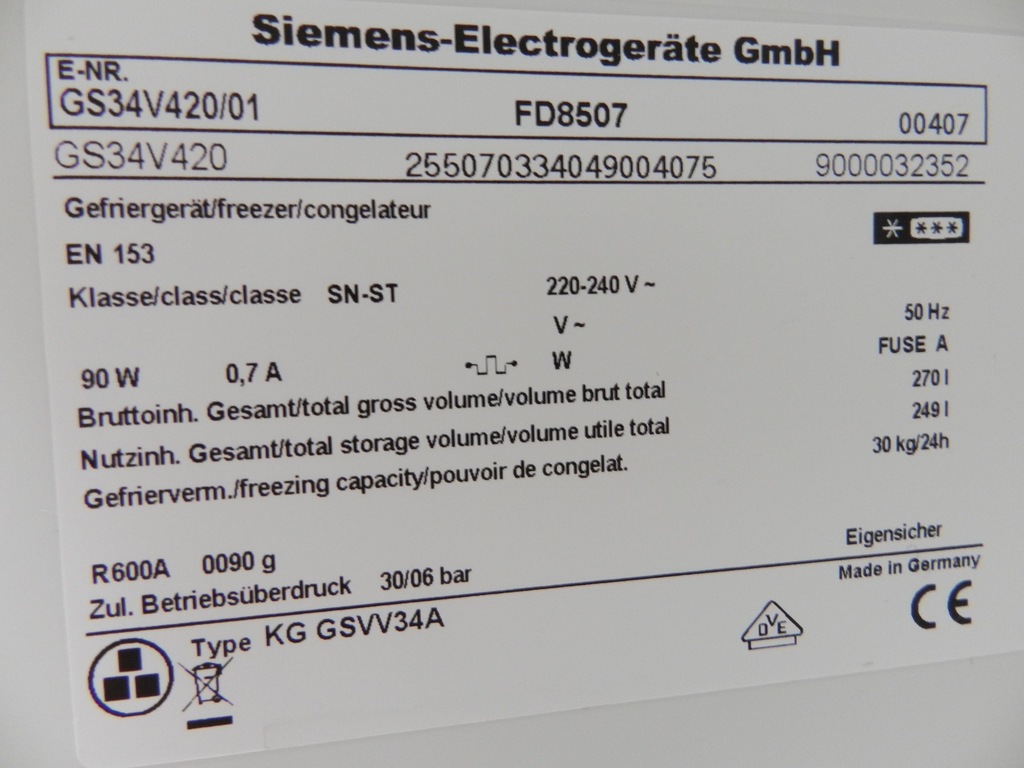 Siemens-Electrogeräte GmbH
E-NR.
GS34V420/01 FD8507 00407
GS34V420 255070334049004075 9000032352
Gefriergerät/freezer/congelateur
EN 153
Klasse/class/classe SN-ST 220-240 V ~
V ~ 50 Hz
90 W 0,7 A W FUSE A
Bruttoinh. Gesamt/total gross volume/volume brut total 270 l
Nutzinh. Gesamt/total storage volume/volume utile total 249 l
Gefrierverm./freezing capacity/pouvoir de congelat. 30 kg/24h
R600A 0090 g Eigensicher
Zul. Betriebsüberdruck 30/06 bar
Made in Germany
Type KG GSVV34A
DVE
CE